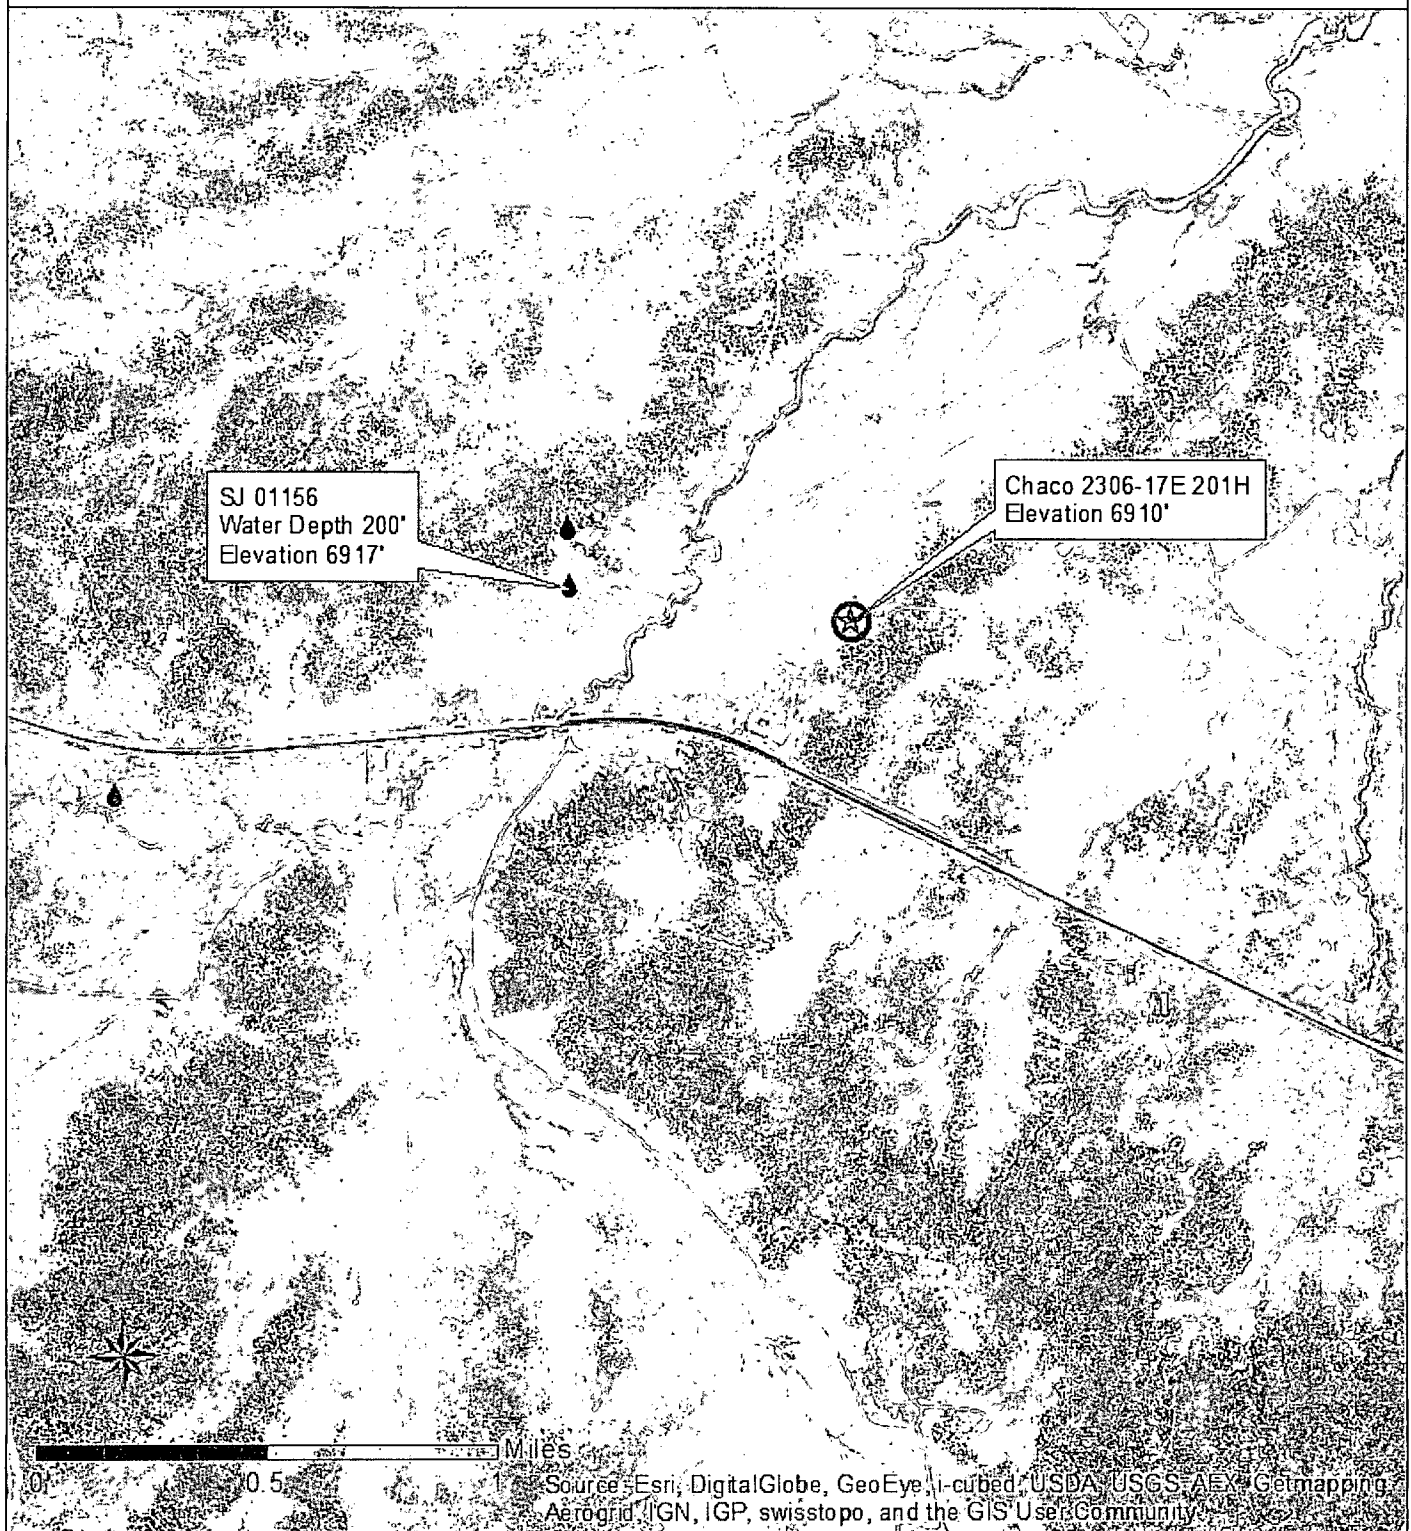 SJ 01156
Water Depth 200'
Elevation 6917'
Chaco 2306-17E 201H
Elevation 6910'
Miles
0 0.5 1
Source: Esri, DigitalGlobe, GeoEye, i-cubed, USDA, USGS, AEX, Getmapping,
Aerogrid, IGN, IGP, swisstopo, and the GIS User Community